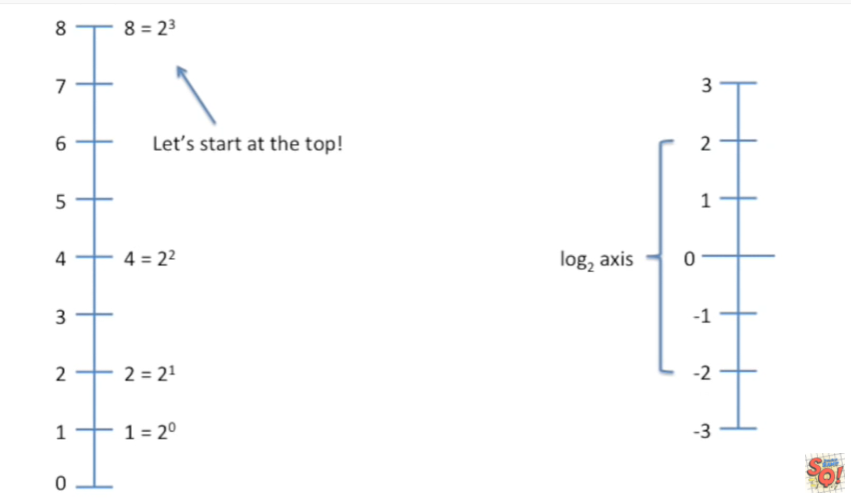 8
8 = 2³
7
6
Let's start at the top!
5
4
4 = 2²
3
2
2 = 2¹
1
1 = 2⁰
0
log₂ axis
3
2
1
0
-1
-2
-3
SO!